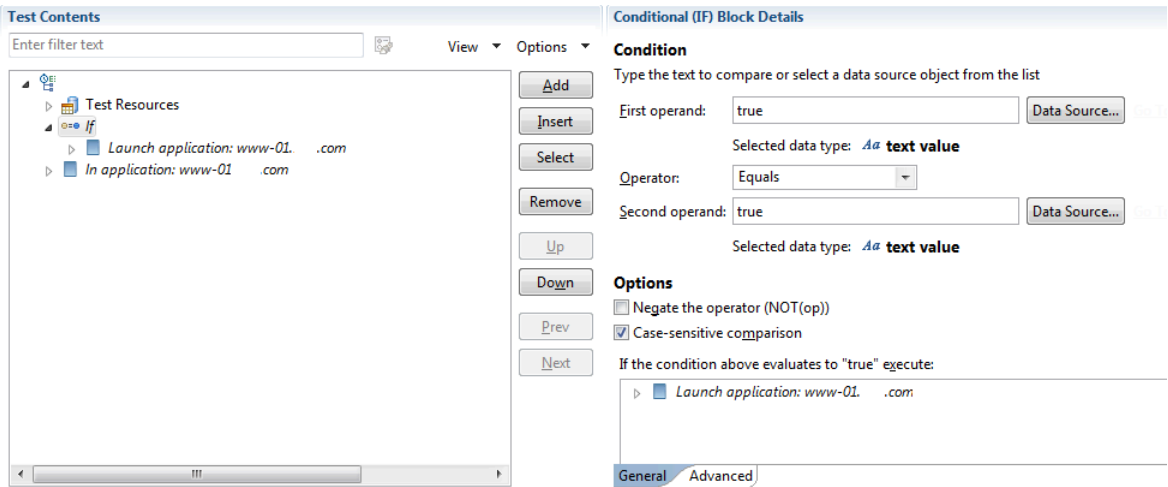 Test Contents
Enter filter text
View
Options
Test Resources
If
Launch application: www-01. .com
In application: www-01 .com
Add
Insert
Select
Remove
Up
Down
Prev
Next
Conditional (IF) Block Details
Condition
Type the text to compare or select a data source object from the list
First operand: true Data Source...
Selected data type: Aa text value
Operator: Equals
Second operand: true Data Source...
Selected data type: Aa text value
Options
Negate the operator (NOT(op))
Case-sensitive comparison
If the condition above evaluates to "true" execute:
Launch application: www-01. .com
General Advanced